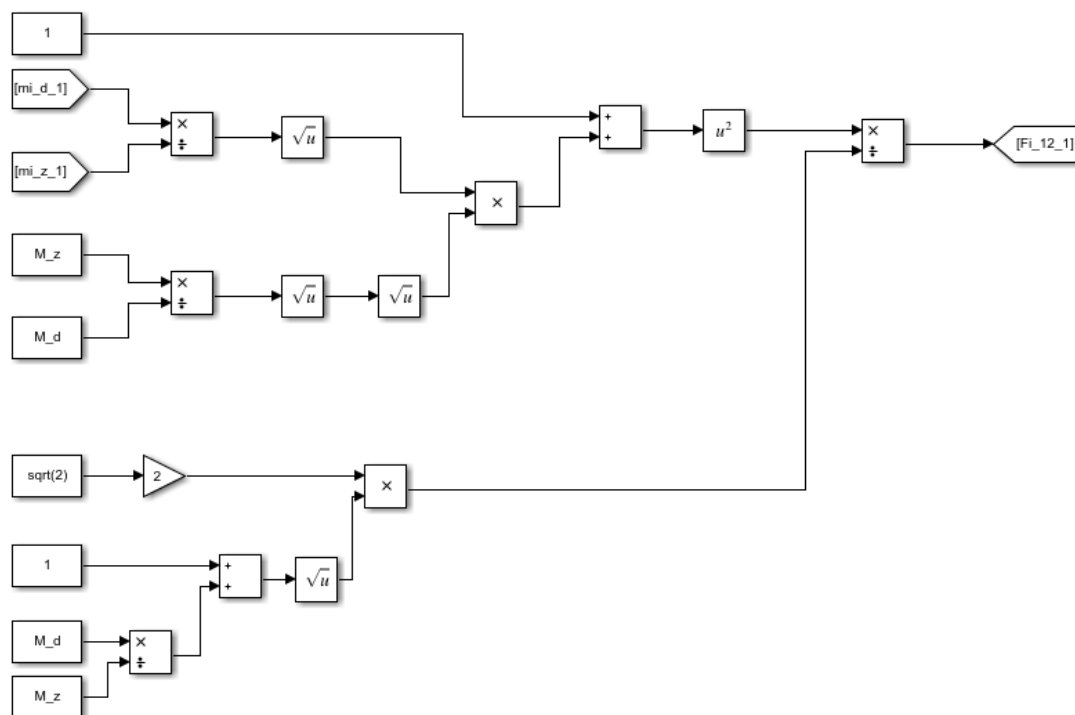 1
[mi_d_1]
×
÷
√u
[mi_z_1]
+
+
u²
×
÷
[Fi_12_1]
×
M_z
×
÷
√u
√u
M_d
sqrt(2)
2
×
1
+
+
√u
M_d
×
÷
M_z